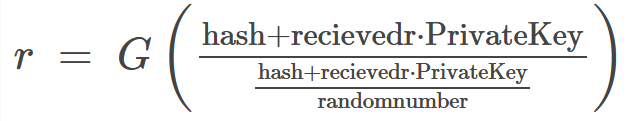 r = G ( hash+recievedr·PrivateKey
hash+recievedr·PrivateKey
randomnumber )